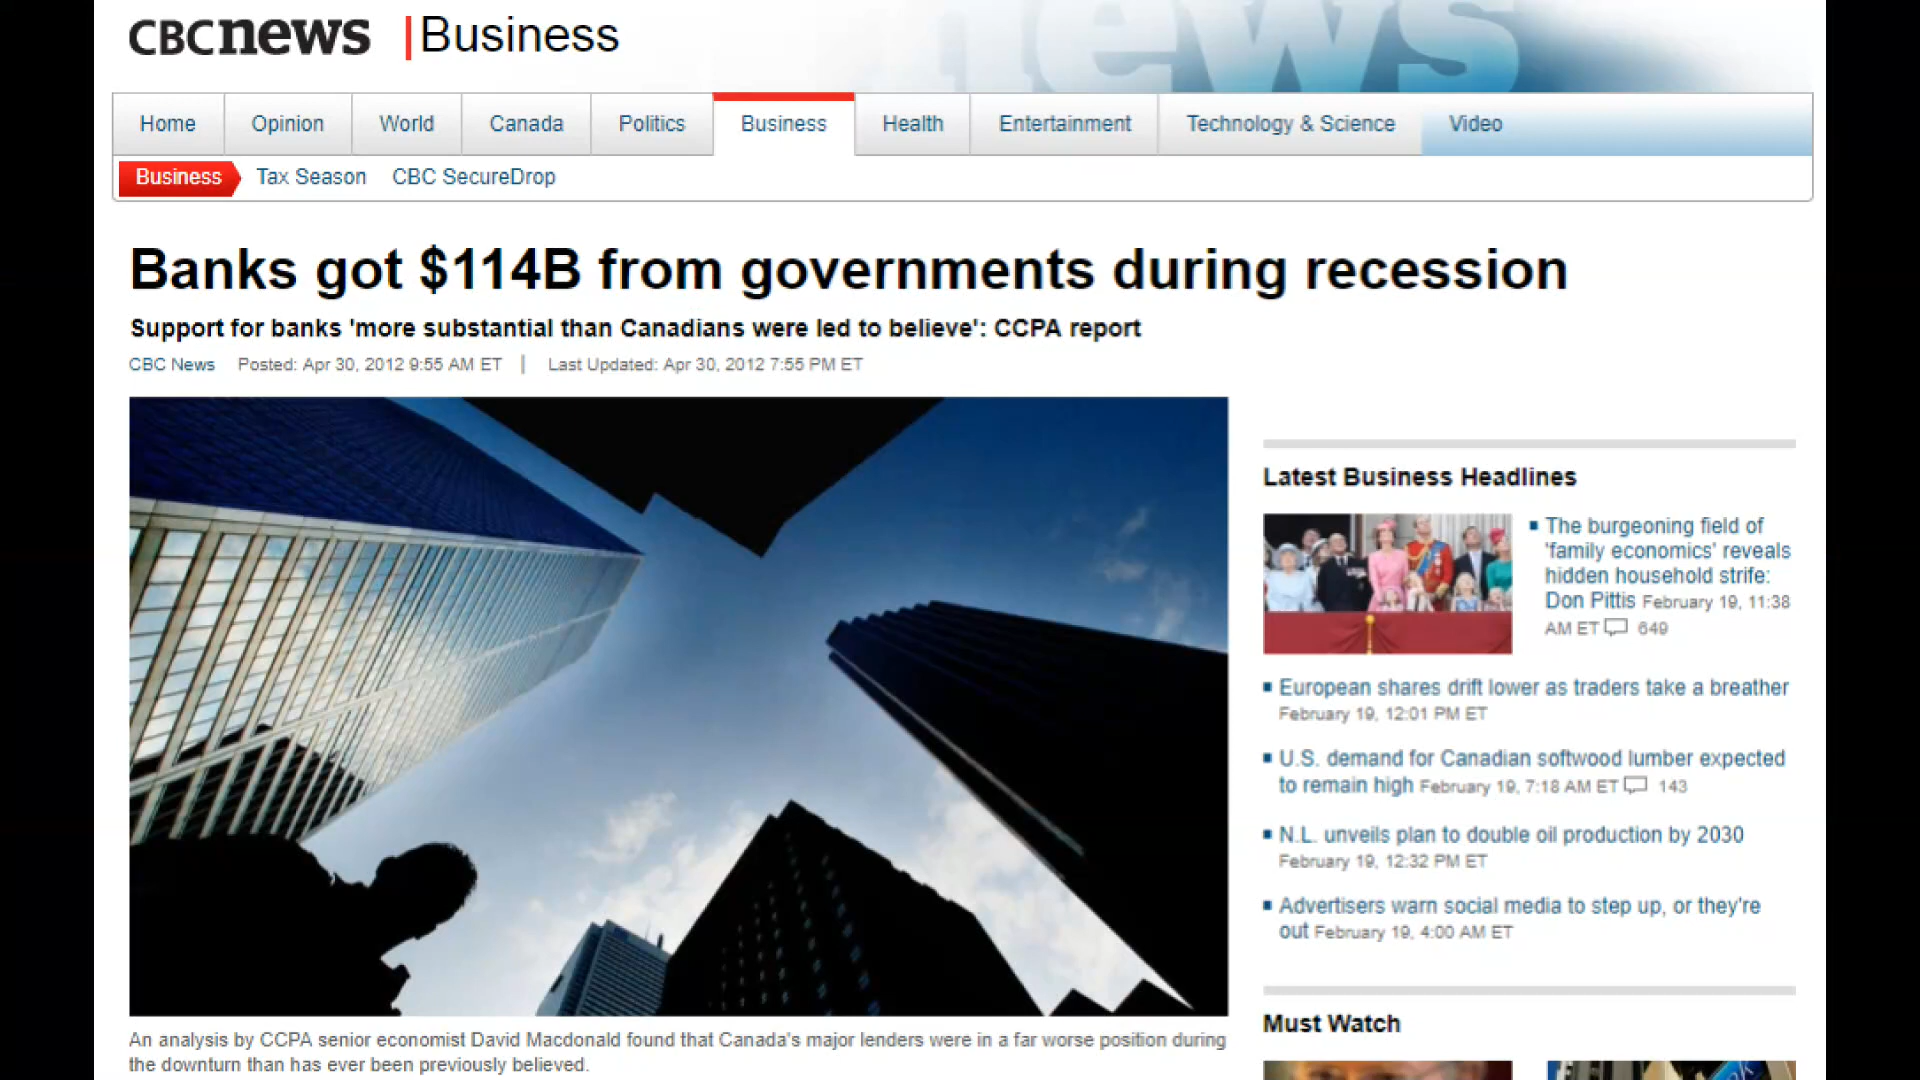 CBCnews | Business
news
Home Opinion World Canada Politics Business Health Entertainment Technology & Science Video
Business Tax Season CBC SecureDrop
Banks got $114B from governments during recession
Support for banks 'more substantial than Canadians were led to believe': CCPA report
CBC News Posted: Apr 30, 2012 9:55 AM ET | Last Updated: Apr 30, 2012 7:55 PM ET
An analysis by CCPA senior economist David Macdonald found that Canada's major lenders were in a far worse position during
the downturn than has ever been previously believed.
Latest Business Headlines
The burgeoning field of
'family economics' reveals
hidden household strife:
Don Pittis February 19, 11:38
AM ET 649
European shares drift lower as traders take a breather
February 19, 12:01 PM ET
U.S. demand for Canadian softwood lumber expected
to remain high February 19, 7:18 AM ET 143
N.L. unveils plan to double oil production by 2030
February 19, 12:32 PM ET
Advertisers warn social media to step up, or they're
out February 19, 4:00 AM ET
Must Watch